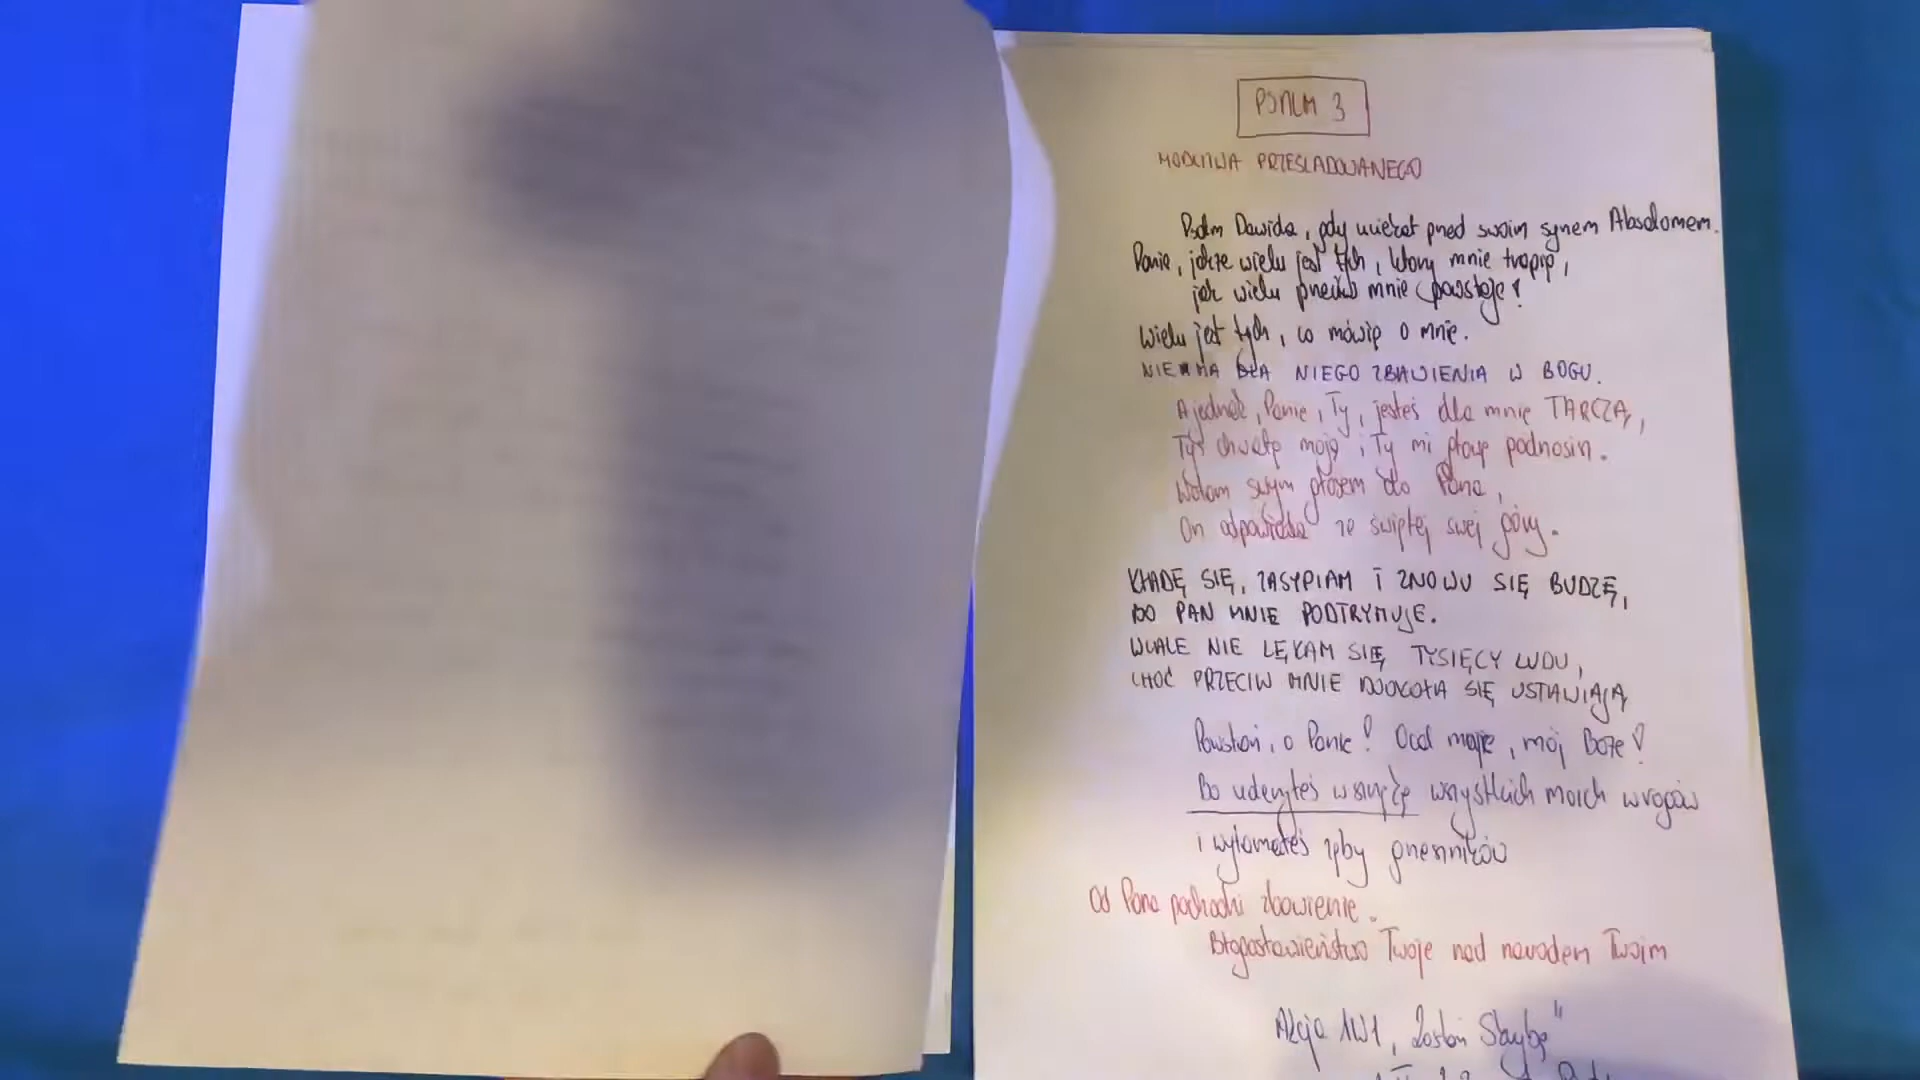 PSALM 3
MODLITWA PRZEŚLADOWANEGO
Psalm Dawida, gdy uciekał przed swoim synem Absalomem.
Panie, jakże wielu jest tych, którzy mnie trapią,
jak wielu przeciw mnie powstaje!
Wielu jest tych, co mówią o mnie.
NIE MA DLA NIEGO ZBAWIENIA W BOGU.
A jednak, Panie, Ty, jesteś dla mnie TARCZĄ,
Tyś chwałą moją i Ty mi głowę podnosisz.
Wołam swym głosem do Pana,
On odpowiada ze świętej swej góry.
KŁADĘ SIĘ, ZASYPIAM I ZNOWU SIĘ BUDZĘ,
BO PAN MNIE PODTRYMUJE.
WCALE NIE LĘKAM SIĘ TYSIĘCY LUDU,
CHOĆ PRZECIW MNIE DOOKOŁA SIĘ USTAWIAJĄ
Powstań, o Panie! Ocal mnie, mój Boże!
Bo uderzyłeś w szczękę wszystkich moich wrogów
i wyłamałeś zęby grzeszników
Od Pana pochodzi zbawienie.
Błogosławieństwo Twoje nad narodem Twoim
Akcja 1W1, "Zostań Skrybą"